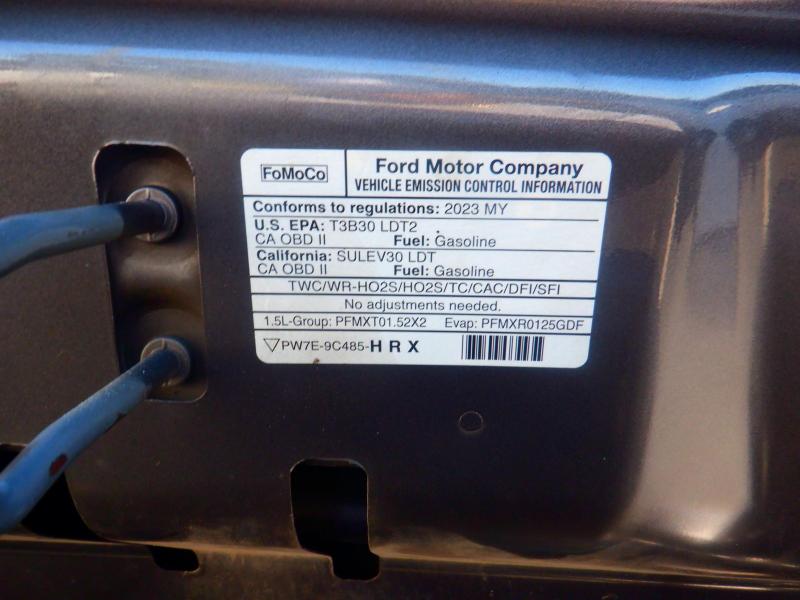 FoMoCo
Ford Motor Company
VEHICLE EMISSION CONTROL INFORMATION
Conforms to regulations: 2023 MY
U.S. EPA: T3B30 LDT2
CA OBD II Fuel: Gasoline
California: SULEV30 LDT
CA OBD II Fuel: Gasoline
TWC/WR-HO2S/HO2S/TC/CAC/DFI/SFI
No adjustments needed.
1.5L-Group: PFMXT01.52X2 Evap: PFMXR0125GDF
PW7E-9C485-HRX